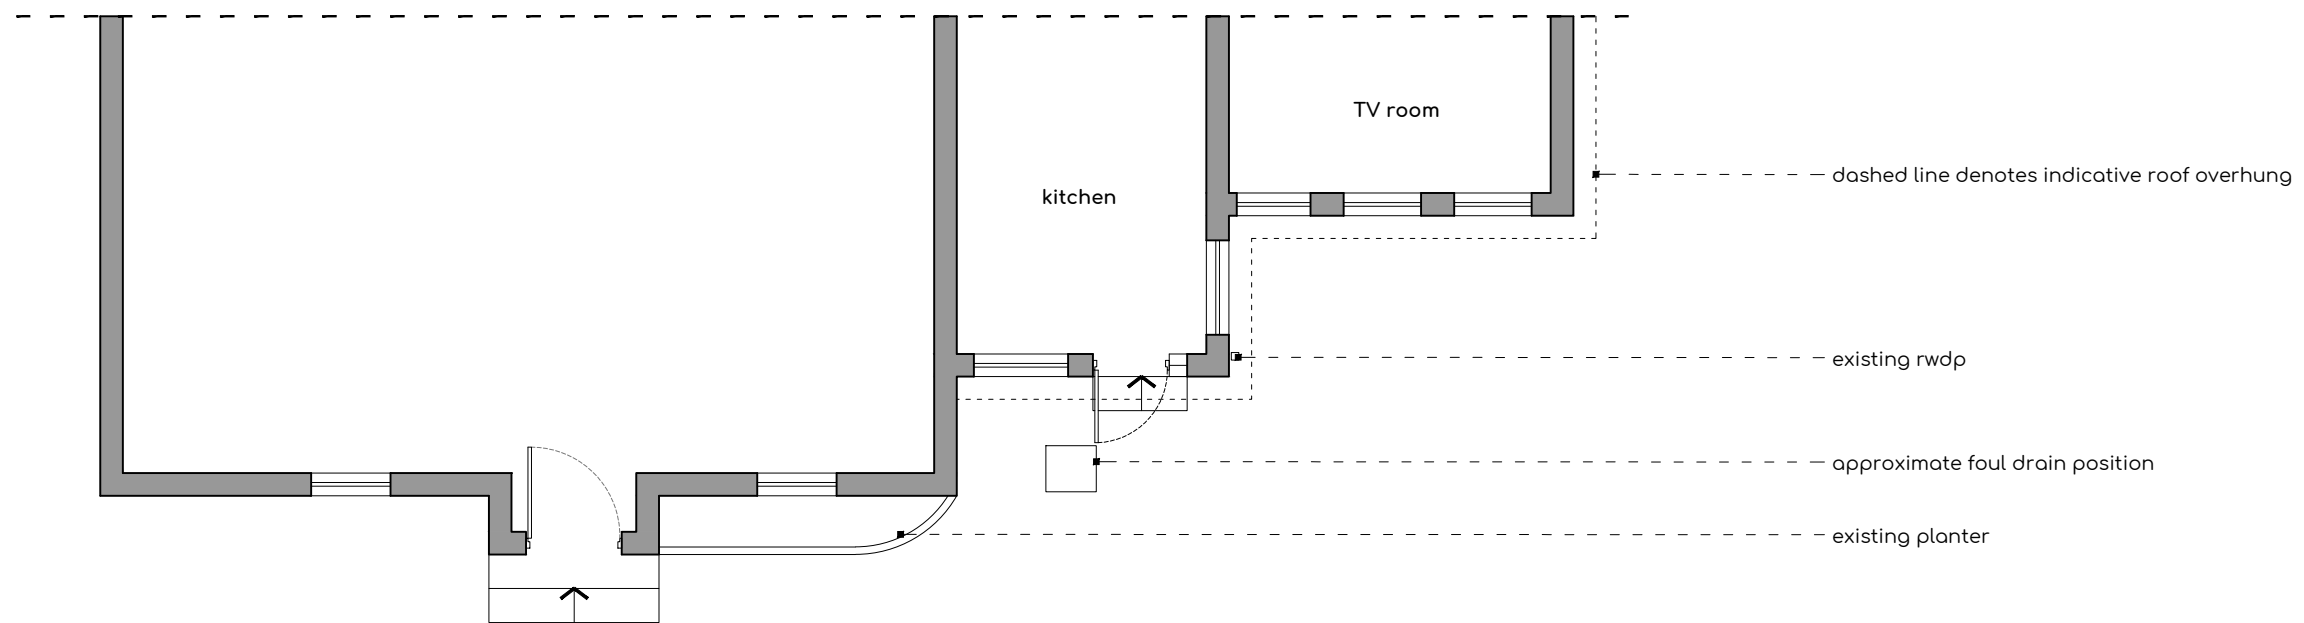 TV room
dashed line denotes indicative roof overhung
kitchen
existing rwdp
approximate foul drain position
existing planter